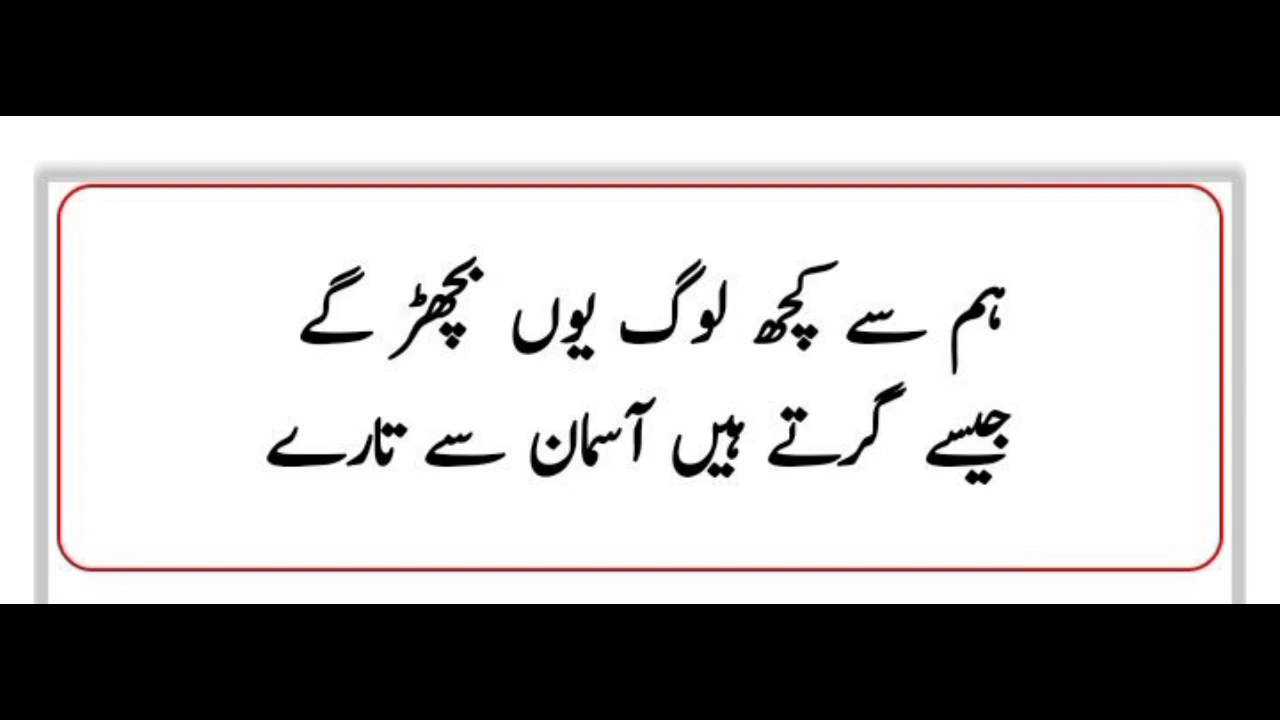 ہم سے کچھ لوگ یوں بچھڑ گے
جیسے گرتے ہیں آسمان سے تارے